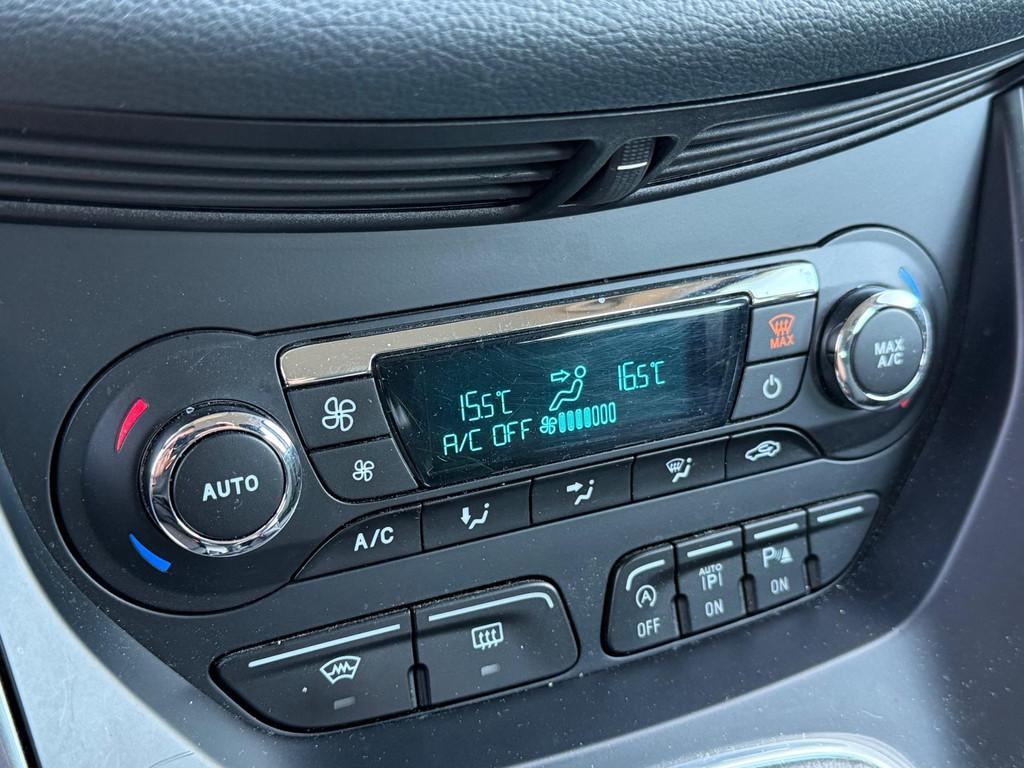 MAX
MAX
A/C
15.5°C
16.5°C
A/C OFF
AUTO
A/C
A
OFF
AUTO
P
ON
P
ON